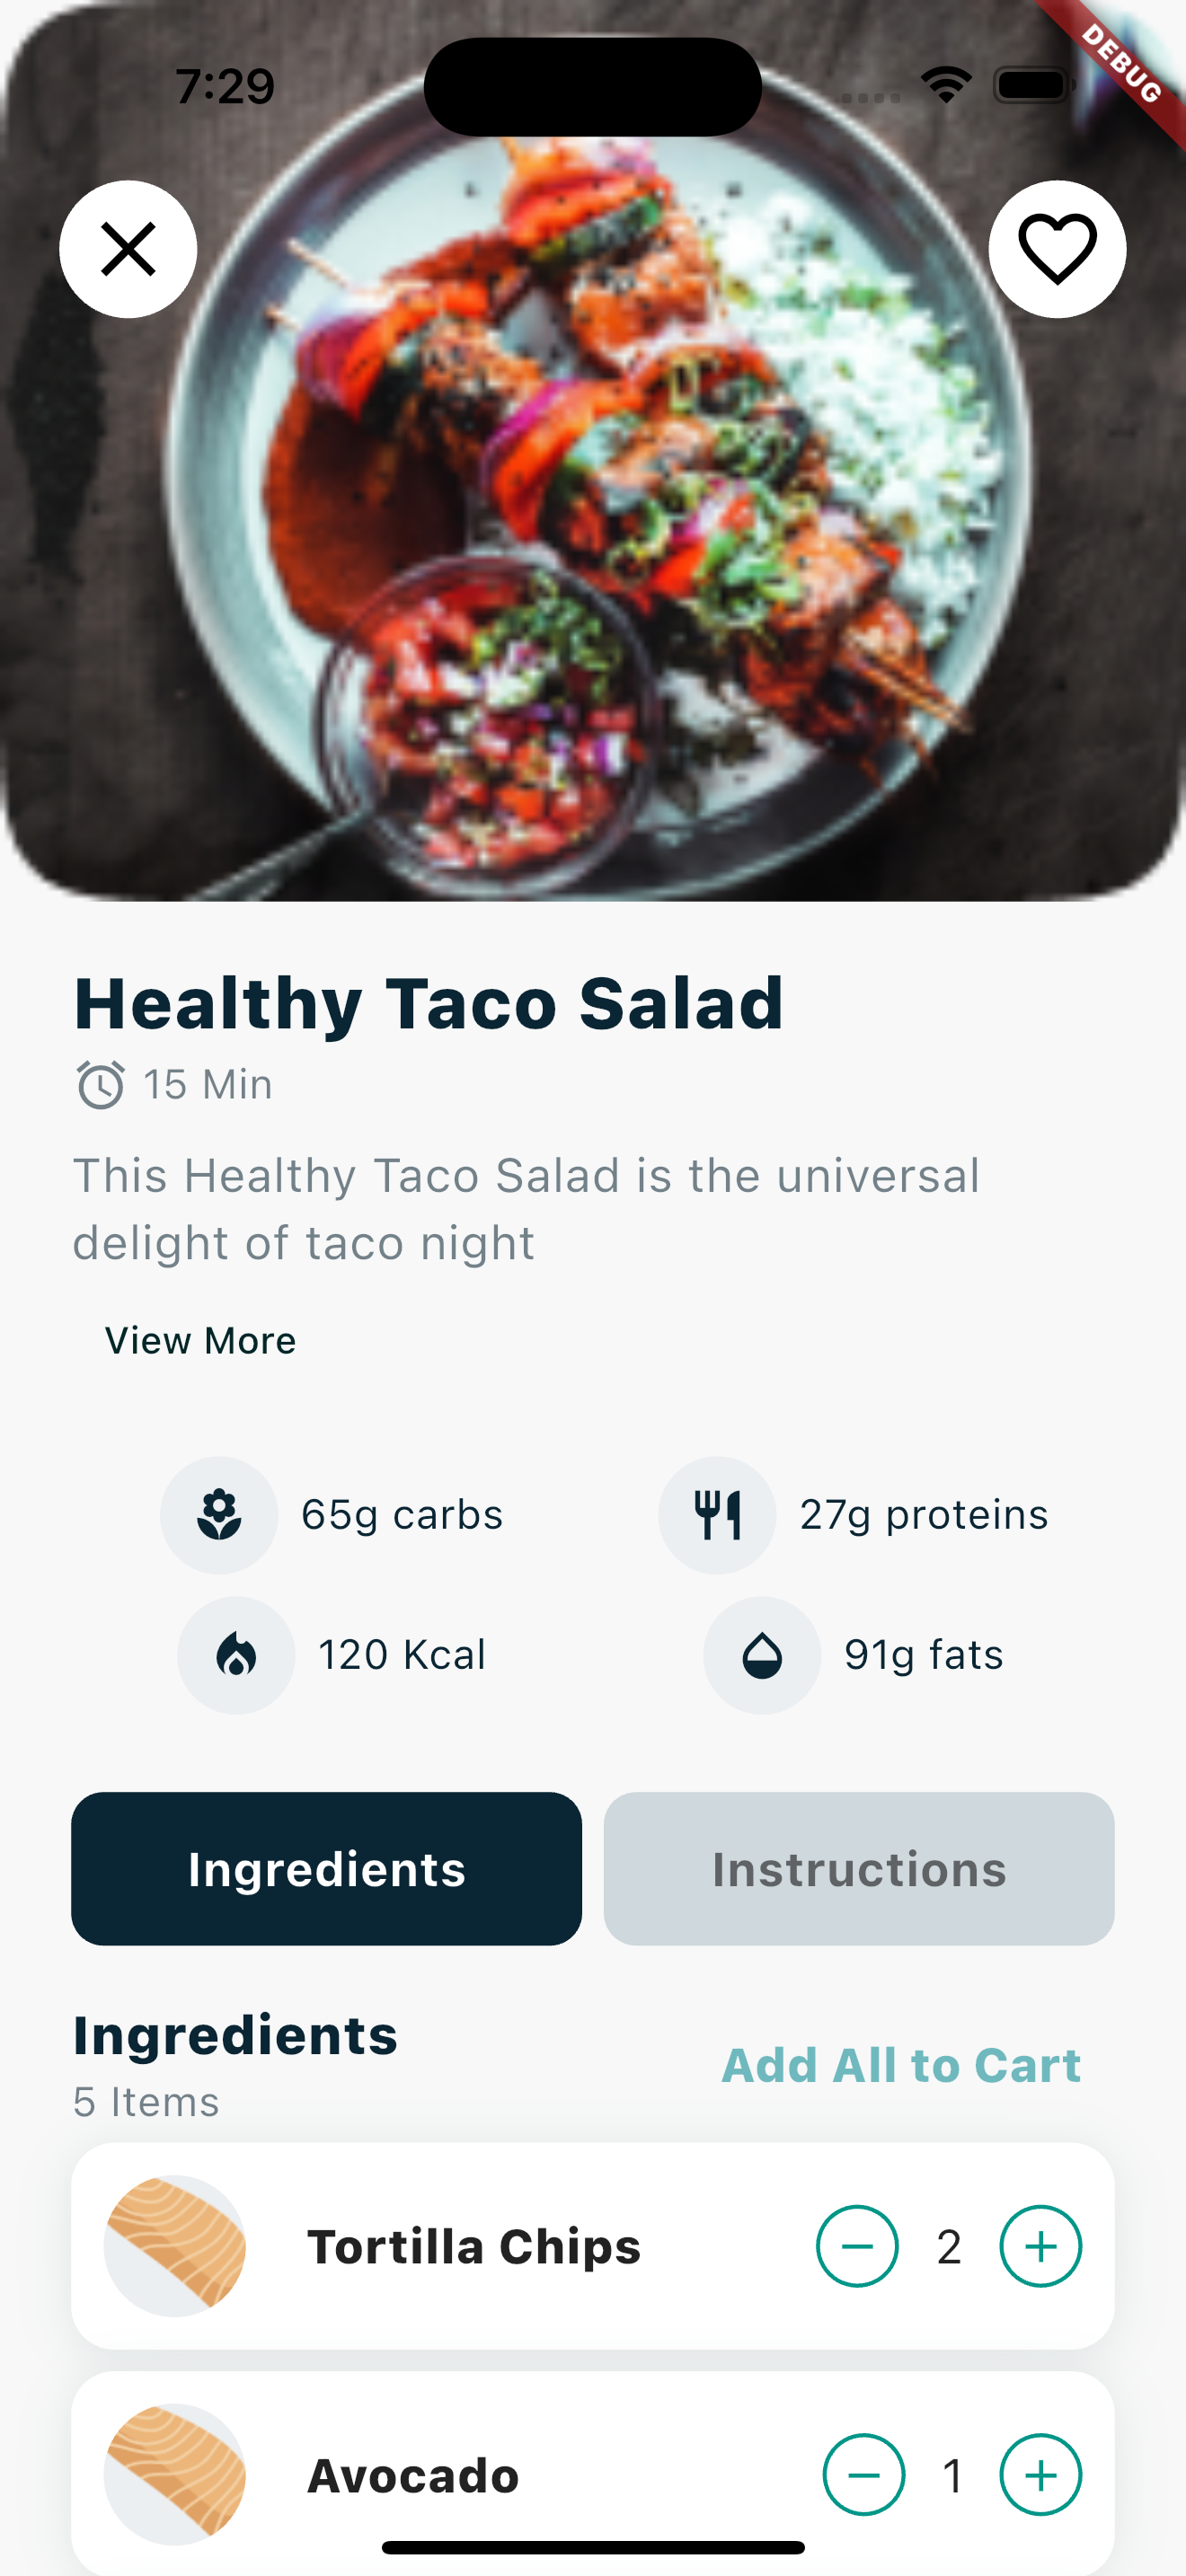 7:29
DEBUG
Healthy Taco Salad
15 Min
This Healthy Taco Salad is the universal
delight of taco night
View More
65g carbs
27g proteins
120 Kcal
91g fats
Ingredients
Instructions
Ingredients
Add All to Cart
5 Items
Tortilla Chips
2
Avocado
1